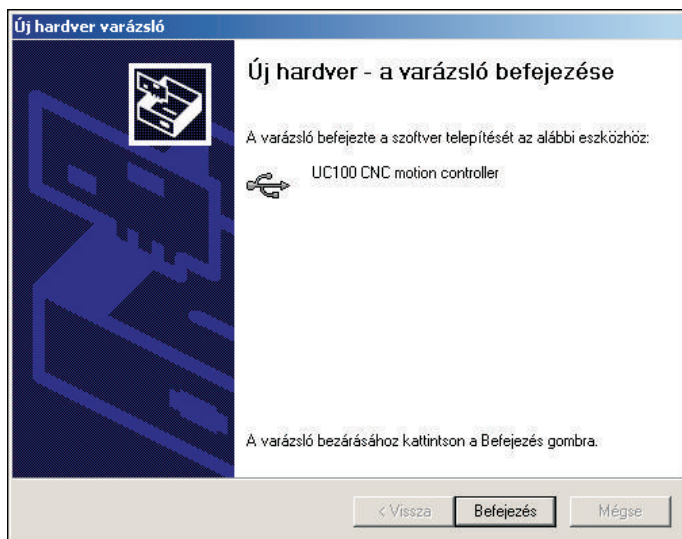 Új hardver varázsló
Új hardver - a varázsló befejezése
A varázsló befejezte a szoftver telepítését az alábbi eszközhöz:
UC100 CNC motion controller
A varázsló bezárásához kattintson a Befejezés gombra.
< Vissza
Befejezés
Mégse